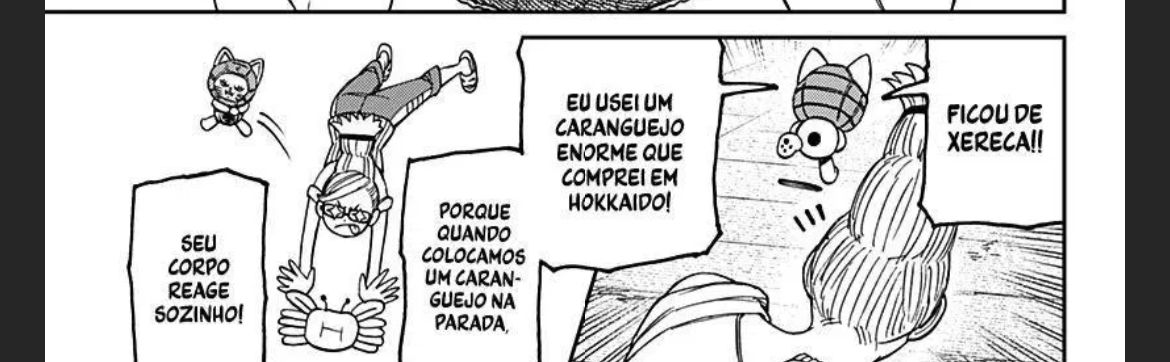 FICOU DE
XERECA!!
EU USEI UM
CARANGUEJO
ENORME QUE
COMPREI EM
HOKKAIDO!
PORQUE
QUANDO
COLOCAMOS
UM CARAN-
GUEJO NA
PARADA,
SEU
CORPO
REAGE
SOZINHO!